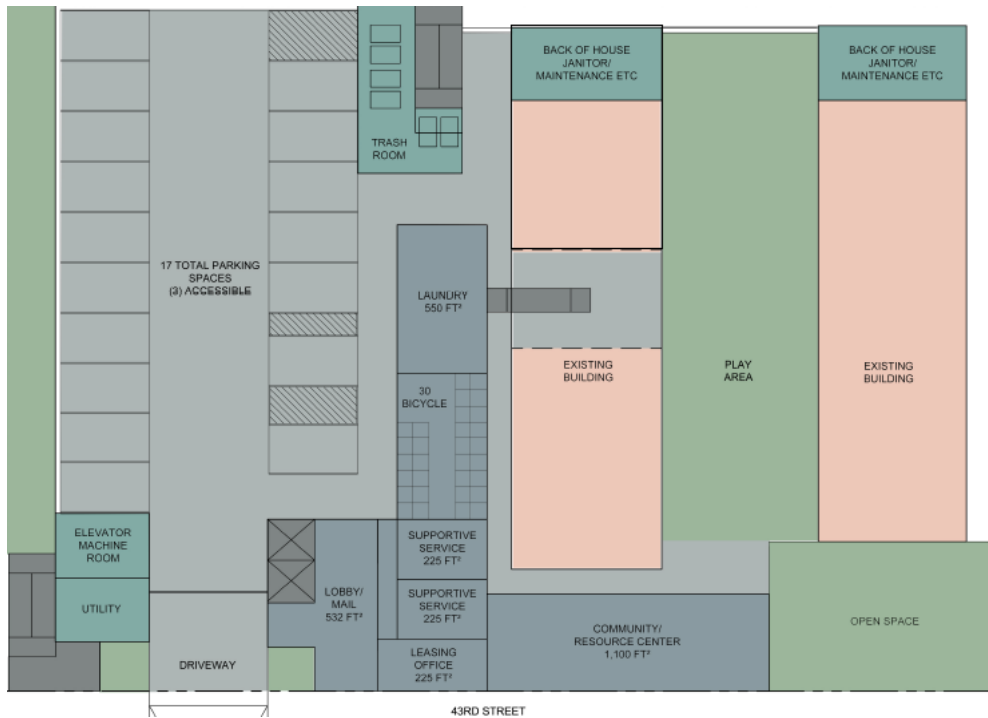 BACK OF HOUSE
JANITOR/
MAINTENANCE ETC
BACK OF HOUSE
JANITOR/
MAINTENANCE ETC
TRASH
ROOM
17 TOTAL PARKING
SPACES
(3) ACCESSIBLE
LAUNDRY
550 FT²
EXISTING
BUILDING
PLAY
AREA
EXISTING
BUILDING
30
BICYCLE
ELEVATOR
MACHINE
ROOM
SUPPORTIVE
SERVICE
225 FT²
LOBBY/
MAIL
532 FT²
UTILITY
SUPPORTIVE
SERVICE
225 FT²
COMMUNITY/
RESOURCE CENTER
1,100 FT²
OPEN SPACE
DRIVEWAY
LEASING
OFFICE
225 FT²
43RD STREET